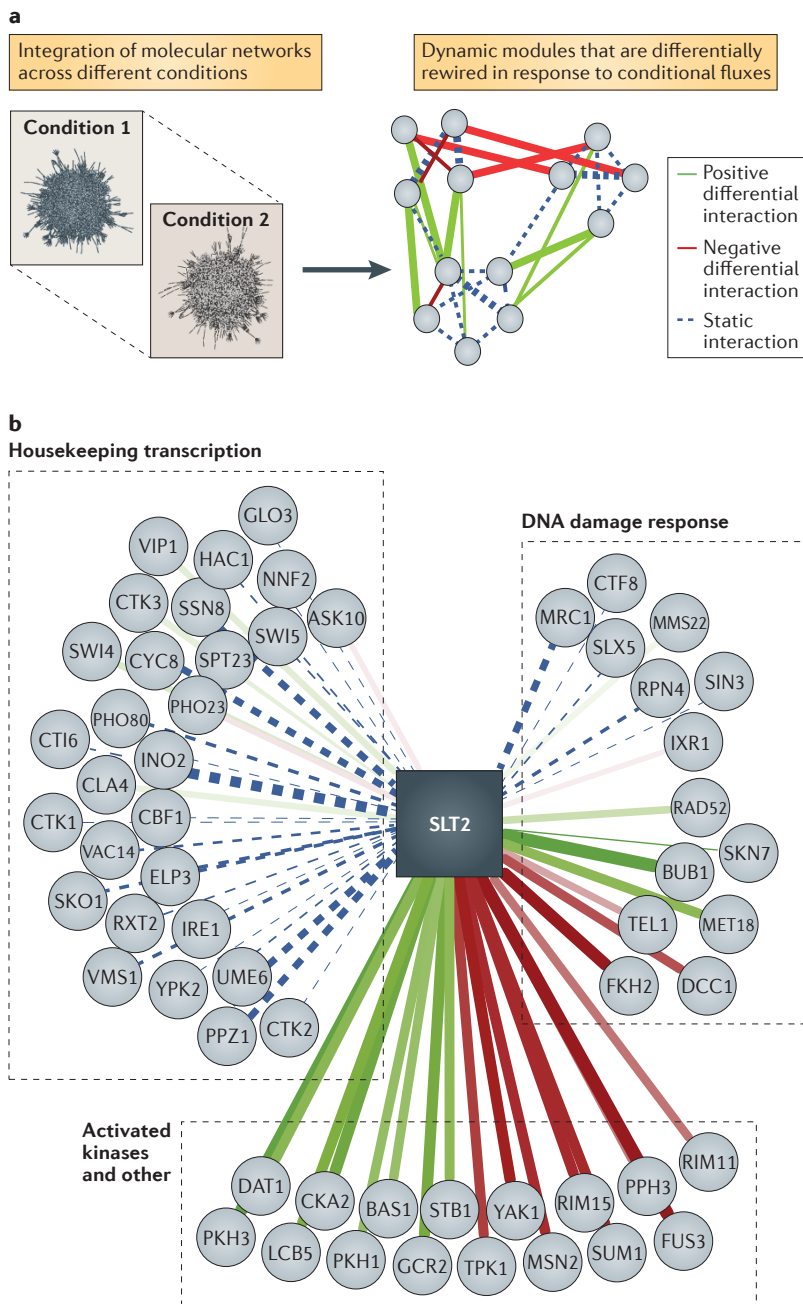 a
Integration of molecular networks
across different conditions
Dynamic modules that are differentially
rewired in response to conditional fluxes
Condition 1
Condition 2
Positive
differential
interaction
Negative
differential
interaction
Static
interaction
b
Housekeeping transcription
GLO3
VIP1
HAC1
NNF2
CTK3
SSN8
ASK10
SWI5
SWI4
CYC8
SPT23
PHO23
PHO80
CTI6
INO2
CLA4
CTK1
CBF1
VAC14
ELP3
SKO1
RXT2
IRE1
VMS1
YPK2
UME6
PPZ1
CTK2
SLT2
DNA damage response
CTF8
MRC1
MMS22
SLX5
RPN4
SIN3
IXR1
RAD52
SKN7
BUB1
TEL1
MET18
FKH2
DCC1
Activated
kinases
and other
RIM11
DAT1
CKA2
BAS1
STB1
YAK1
RIM15
PPH3
PKH3
LCB5
PKH1
GCR2
TPK1
MSN2
SUM1
FUS3